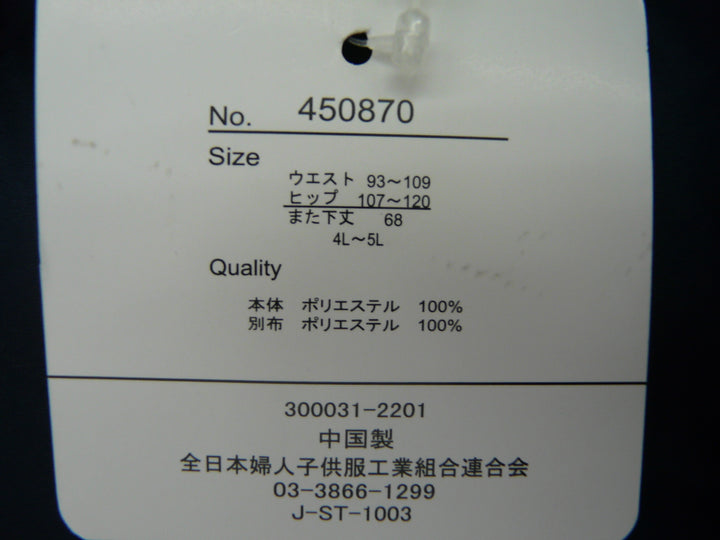 No. 450870
Size
ウエスト 93～109
ヒップ 107～120
また下丈 68
4L～5L
Quality
本体 ポリエステル 100%
別布 ポリエステル 100%
300031-2201
中国製
全日本婦人子供服工業組合連合会
03-3866-1299
J-ST-1003